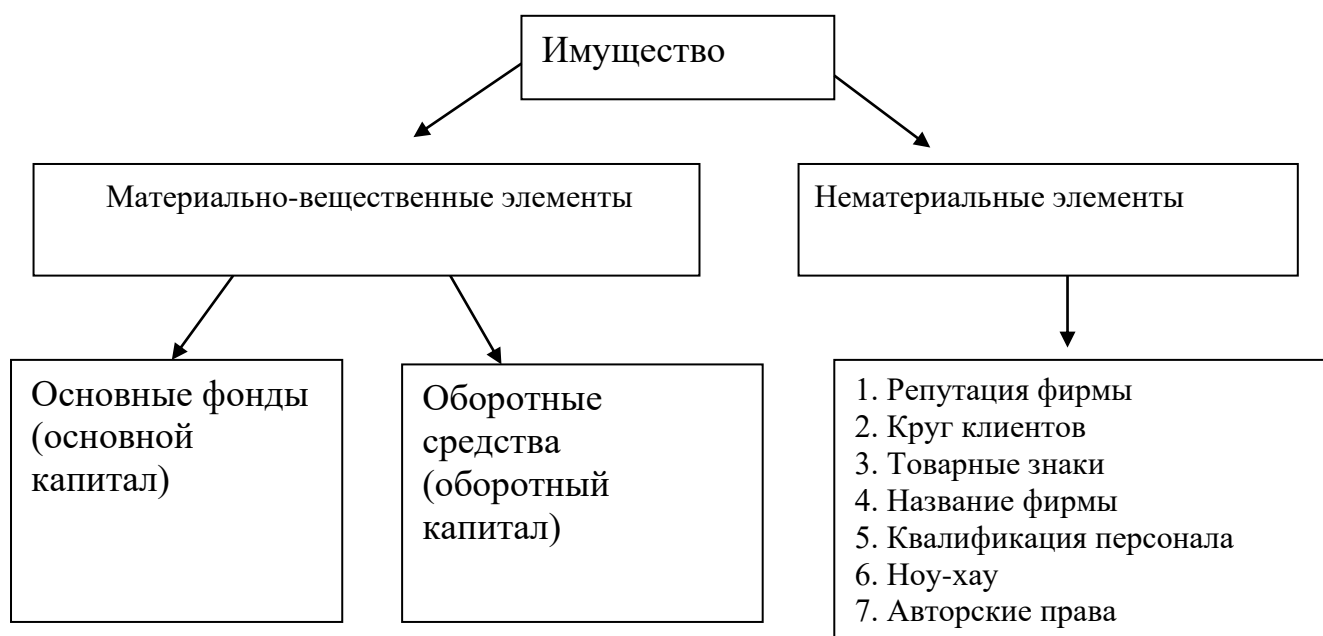 Имущество
Материально-вещественные элементы
Нематериальные элементы
Основные фонды
(основной
капитал)
Оборотные
средства
(оборотный
капитал)
1. Репутация фирмы
2. Круг клиентов
3. Товарные знаки
4. Название фирмы
5. Квалификация персонала
6. Ноу-хау
7. Авторские права